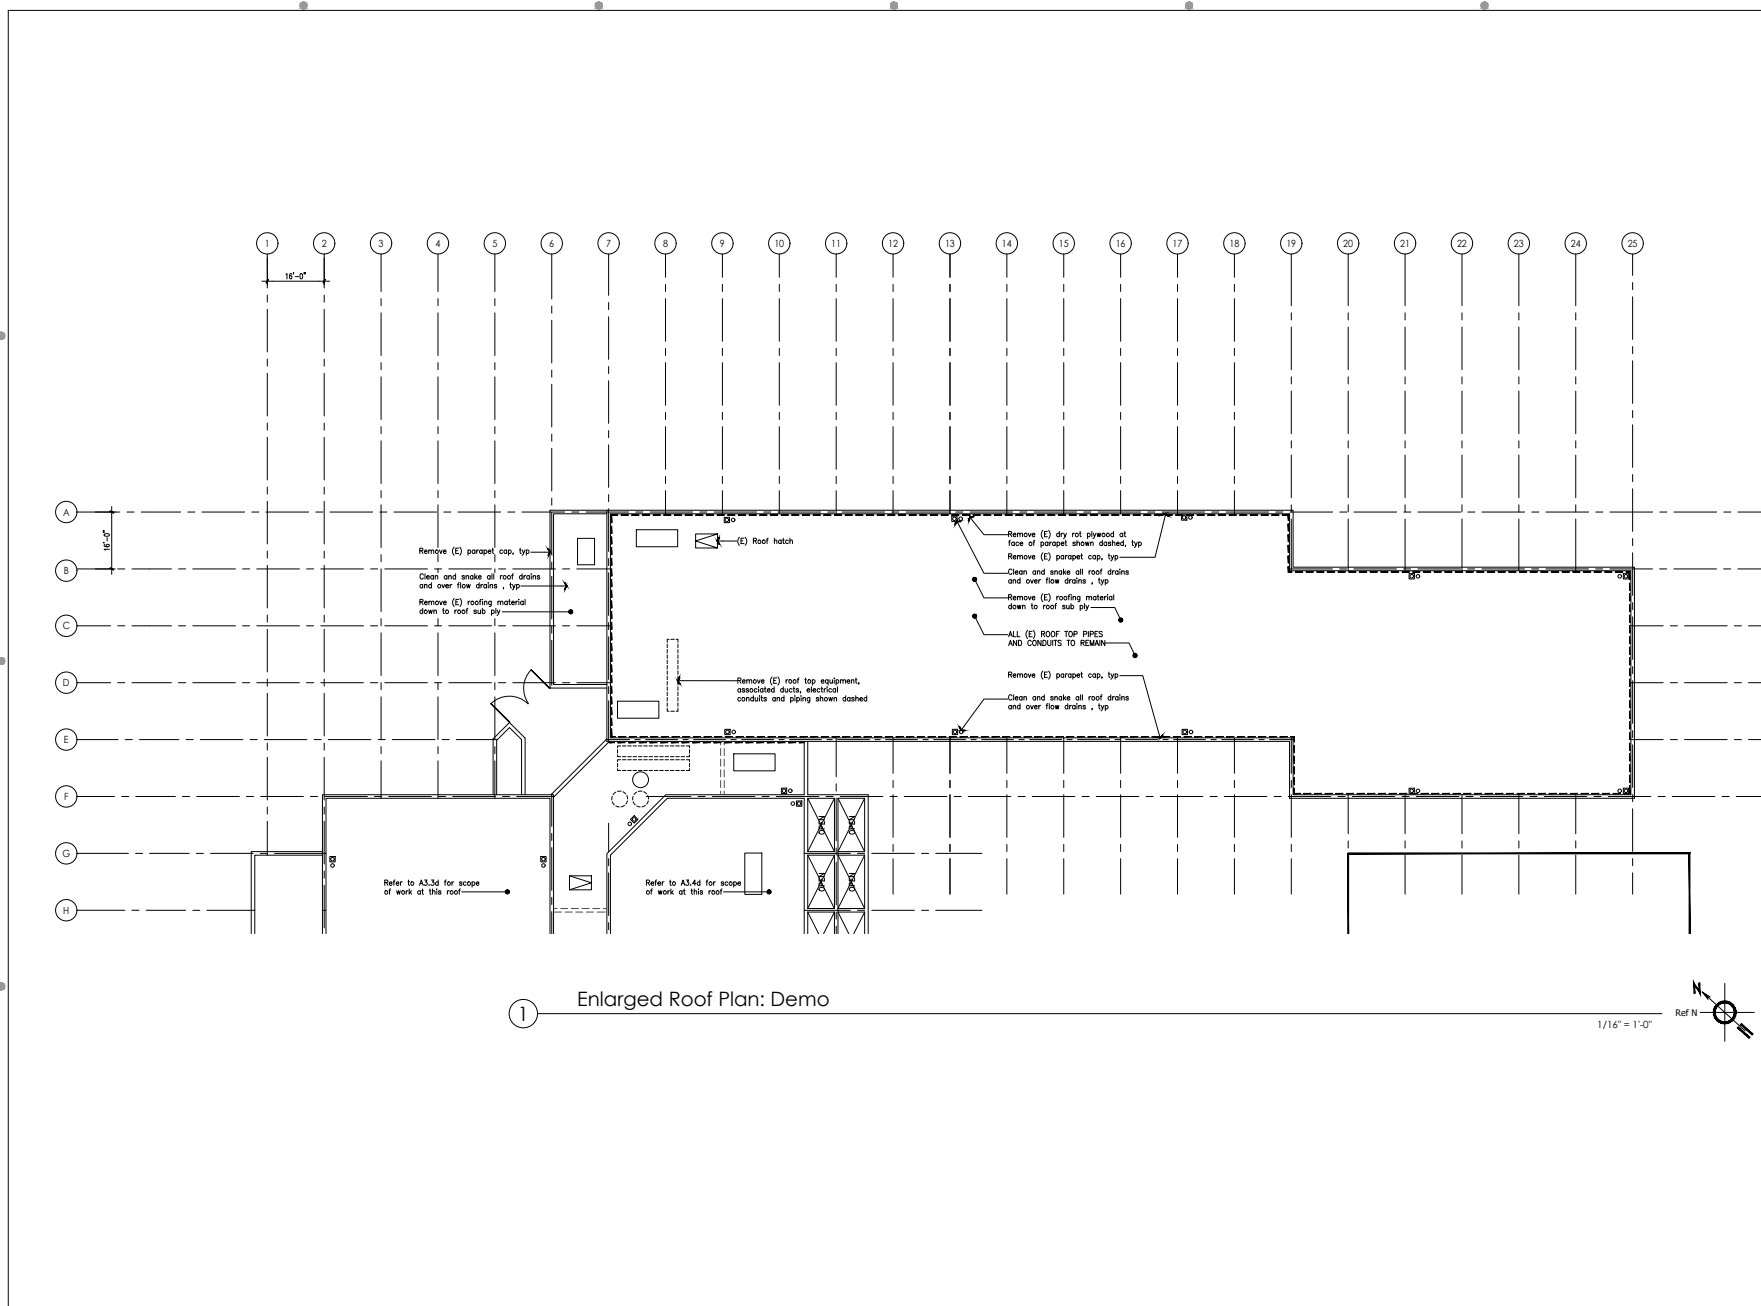 1 2 3 4 5 6 7 8 9 10 11 12 13 14 15 16 17 18 19 20 21 22 23 24 25
16'-0"
A
16'-0"
B
C
D
E
F
G
H
Remove (E) parapet cap, typ
Clean and snake all roof drains
and over flow drains , typ
Remove (E) roofing material
down to roof sub ply
(E) Roof hatch
Remove (E) roof top equipment,
associated ducts, electrical
conduits and piping shown dashed
Remove (E) dry rot plywood at
face of parapet shown dashed, typ
Remove (E) parapet cap, typ
Clean and snake all roof drains
and over flow drains , typ
Remove (E) roofing material
down to roof sub ply
ALL (E) ROOF TOP PIPES
AND CONDUITS TO REMAIN
Remove (E) parapet cap, typ
Clean and snake all roof drains
and over flow drains , typ
OPEN
OPEN
OPEN
OPEN
Refer to A3.3d for scope
of work at this roof
Refer to A3.4d for scope
of work at this roof
1
Enlarged Roof Plan: Demo
1/16" = 1'-0"
N
Ref N